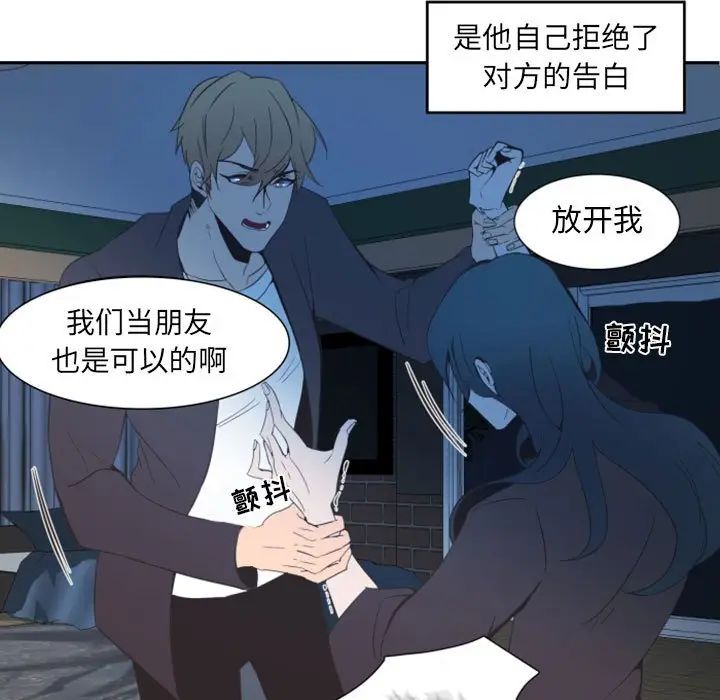 是他自己拒绝了
对方的告白
放开我
我们当朋友
也是可以的啊
颤抖
颤抖